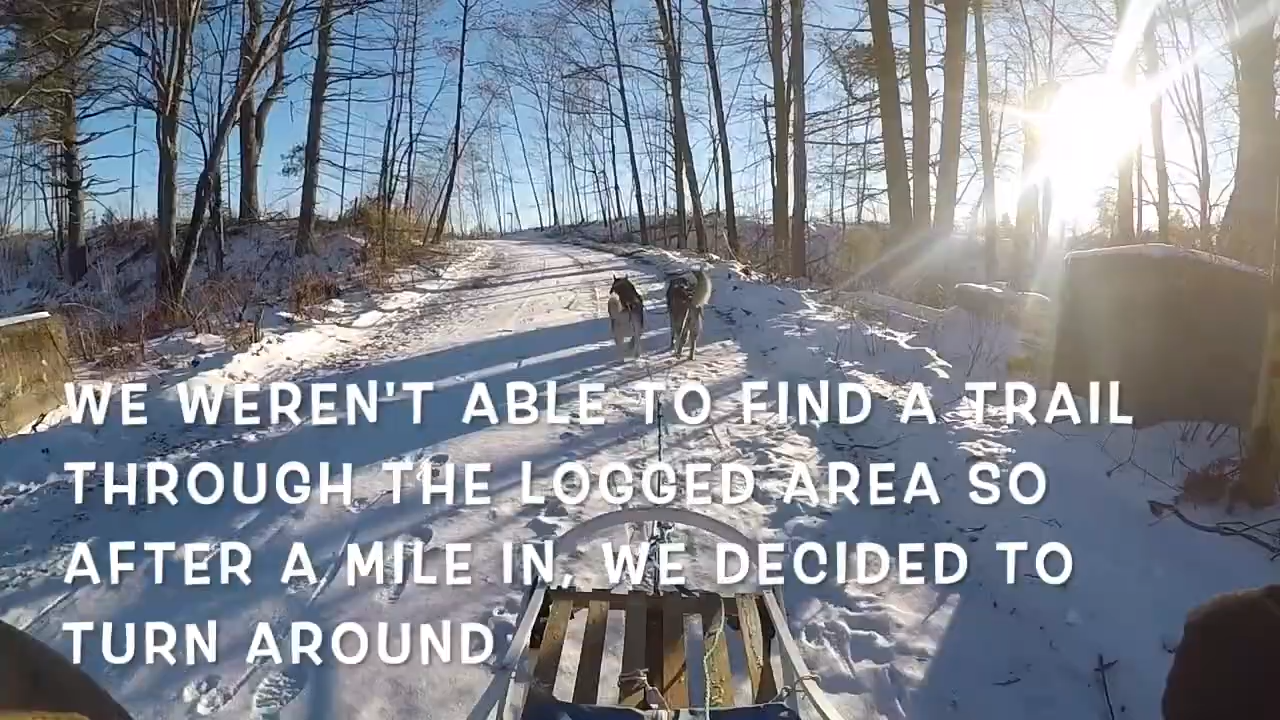 WE WEREN'T ABLE TO FIND A TRAIL
THROUGH THE LOGGED AREA SO
AFTER A MILE IN, WE DECIDED TO
TURN AROUND